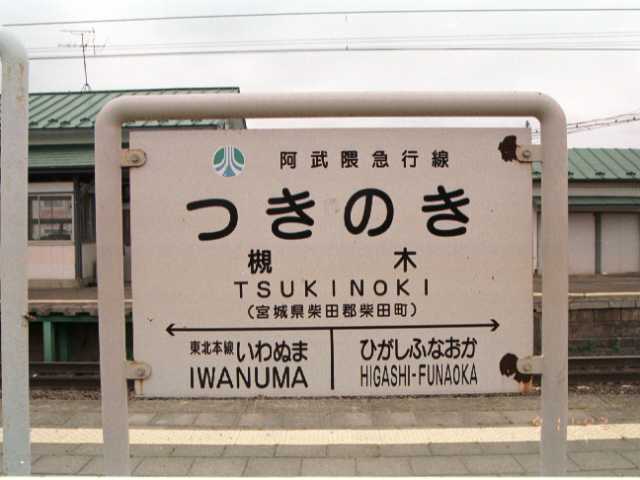 阿武隈急行線
つきのき
槻木
TSUKINOKI
(宮城県柴田郡柴田町)
東北本線 いわぬま
IWANUMA
ひがしふなおか
HIGASHI-FUNAOKA